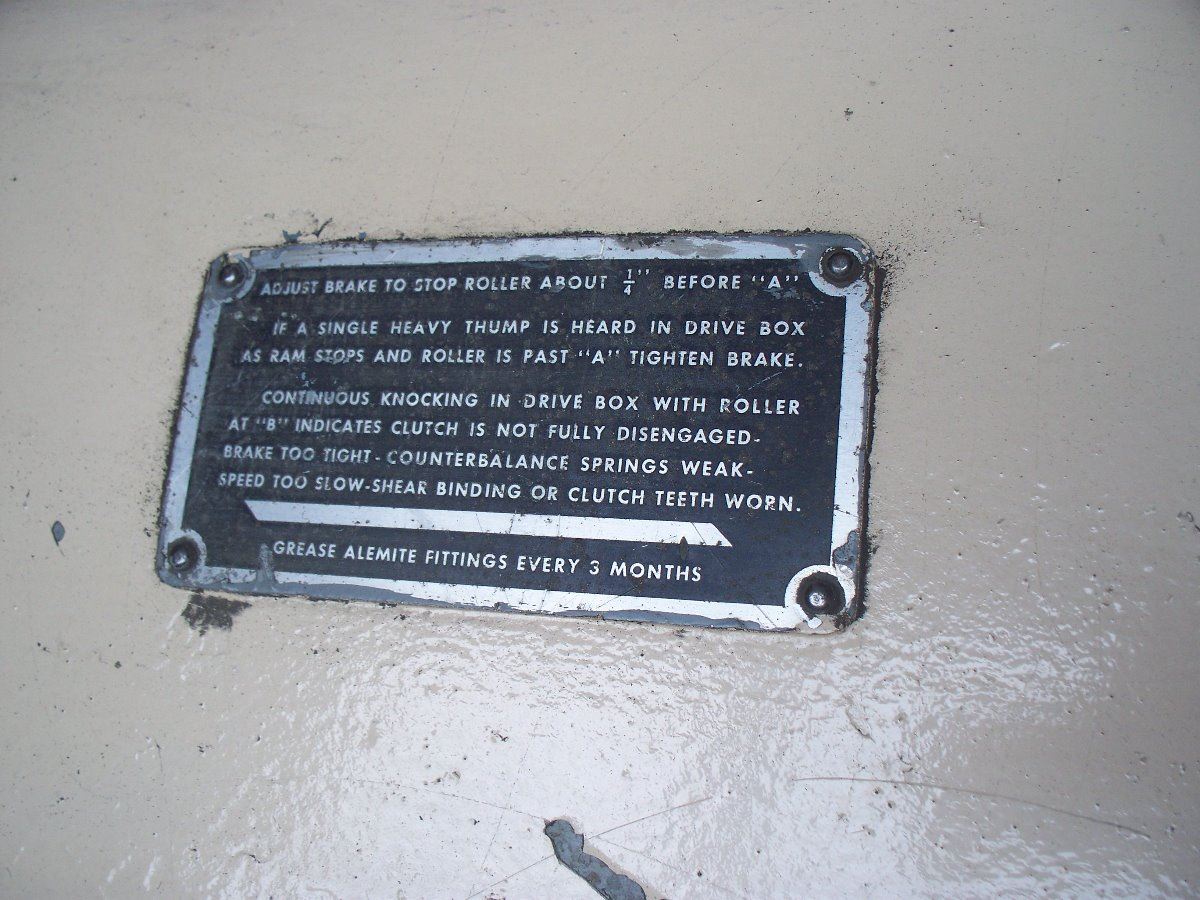 ADJUST BRAKE TO STOP ROLLER ABOUT 1/4" BEFORE "A"
IF A SINGLE HEAVY THUMP IS HEARD IN DRIVE BOX
AS RAM STOPS AND ROLLER IS PAST "A" TIGHTEN BRAKE.
CONTINUOUS KNOCKING IN DRIVE BOX WITH ROLLER
AT "B" INDICATES CLUTCH IS NOT FULLY DISENGAGED-
BRAKE TOO TIGHT - COUNTERBALANCE SPRINGS WEAK-
SPEED TOO SLOW-SHEAR BINDING OR CLUTCH TEETH WORN.
GREASE ALEMITE FITTINGS EVERY 3 MONTHS